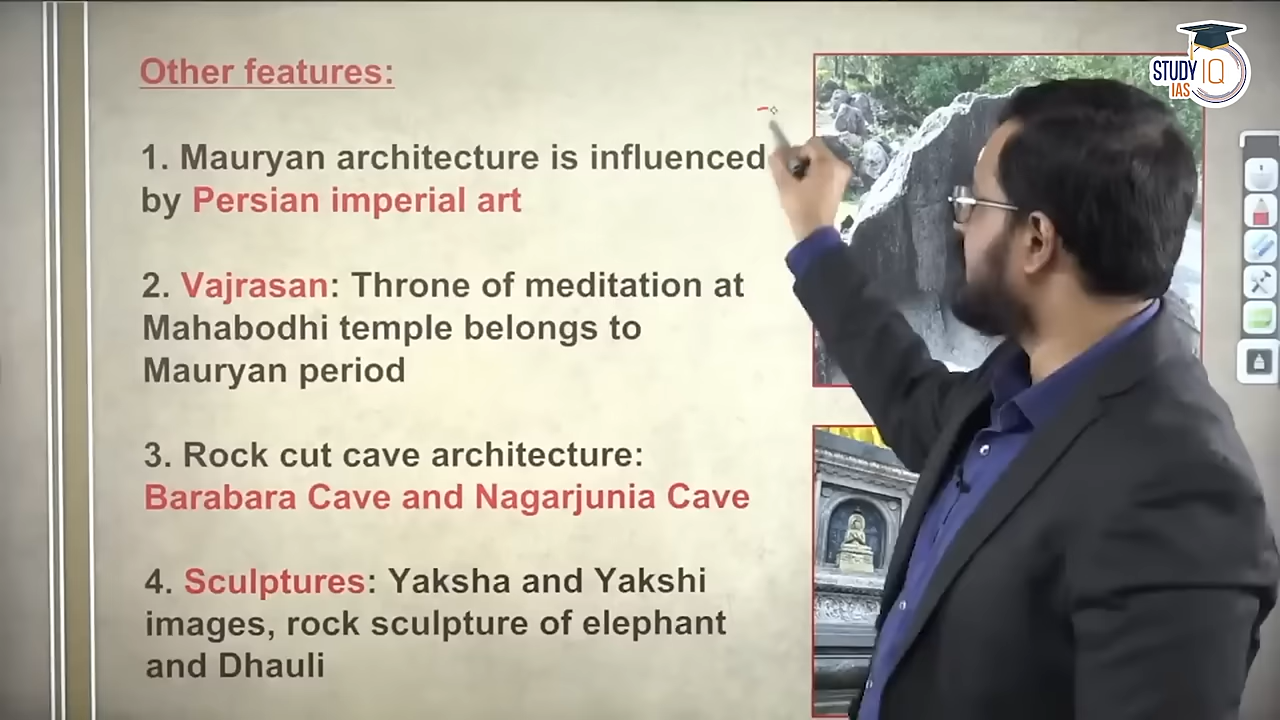 Other features:
1. Mauryan architecture is influenced
by Persian imperial art
2. Vajrasan: Throne of meditation at
Mahabodhi temple belongs to
Mauryan period
3. Rock cut cave architecture:
Barabara Cave and Nagarjunia Cave
4. Sculptures: Yaksha and Yakshi
images, rock sculpture of elephant
and Dhauli
STUDY IQ
IAS